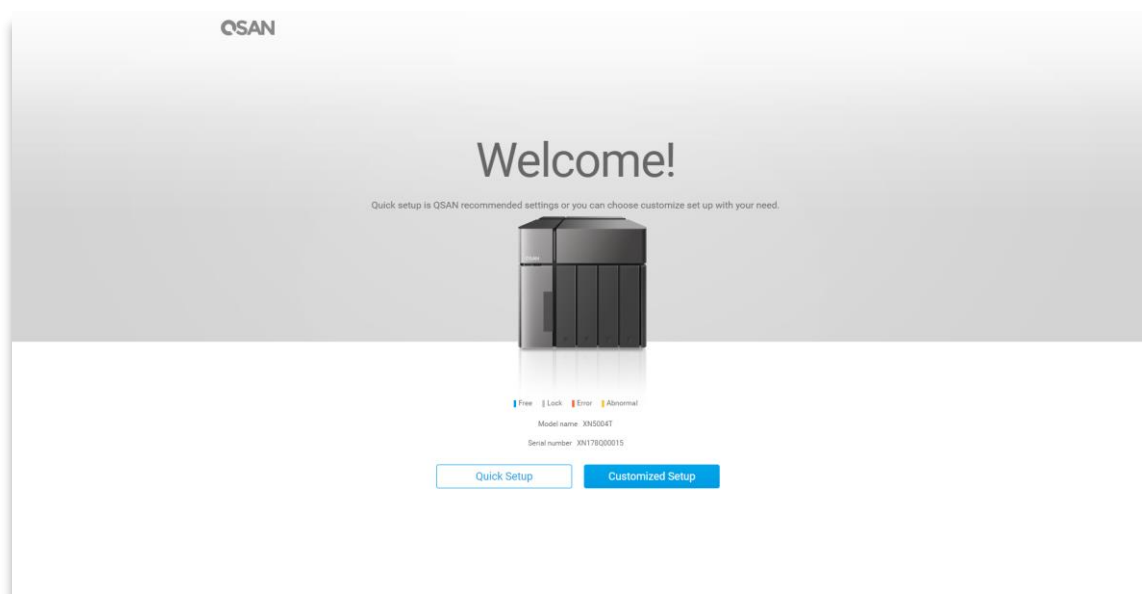 QSAN
Welcome!
Quick setup is QSAN recommended settings or you can choose customize set up with your need.
QSAN
Free Lock Error Abnormal
Model name XN5004T
Serial number XN178Q00015
Quick Setup Customized Setup